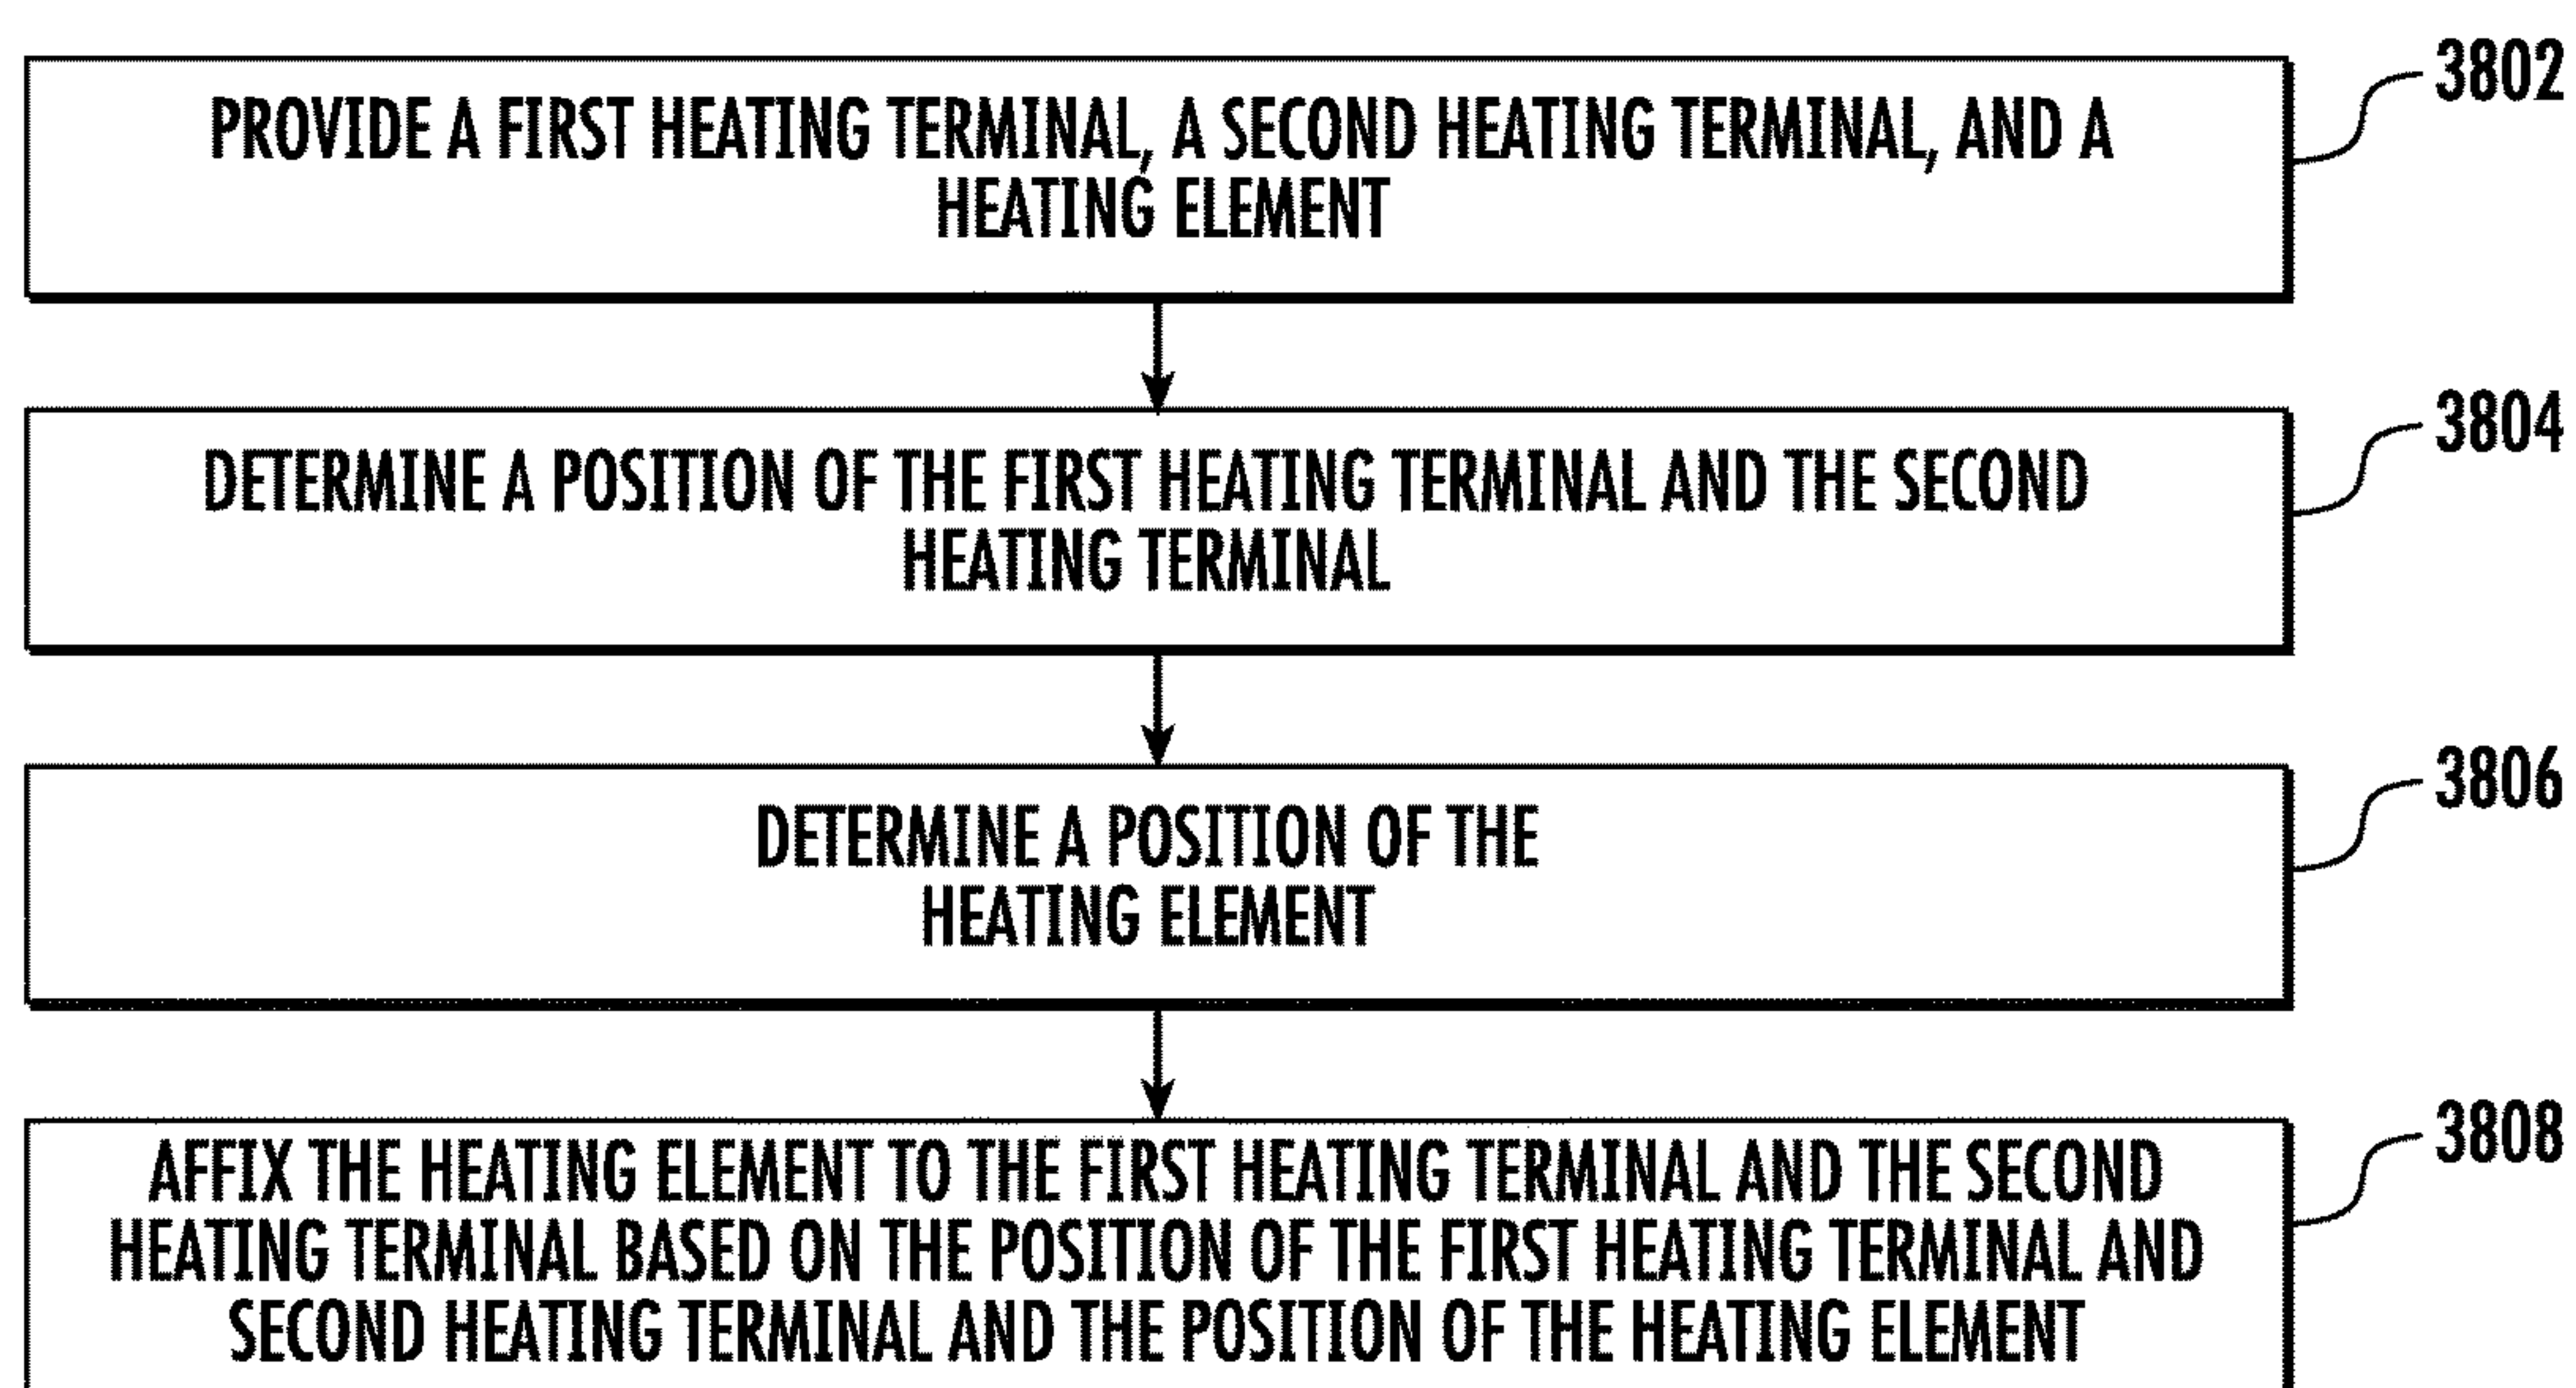 3802
PROVIDE A FIRST HEATING TERMINAL, A SECOND HEATING TERMINAL, AND A
HEATING ELEMENT
3804
DETERMINE A POSITION OF THE FIRST HEATING TERMINAL AND THE SECOND
HEATING TERMINAL
3806
DETERMINE A POSITION OF THE
HEATING ELEMENT
3808
AFFIX THE HEATING ELEMENT TO THE FIRST HEATING TERMINAL AND THE SECOND
HEATING TERMINAL BASED ON THE POSITION OF THE FIRST HEATING TERMINAL AND
SECOND HEATING TERMINAL AND THE POSITION OF THE HEATING ELEMENT